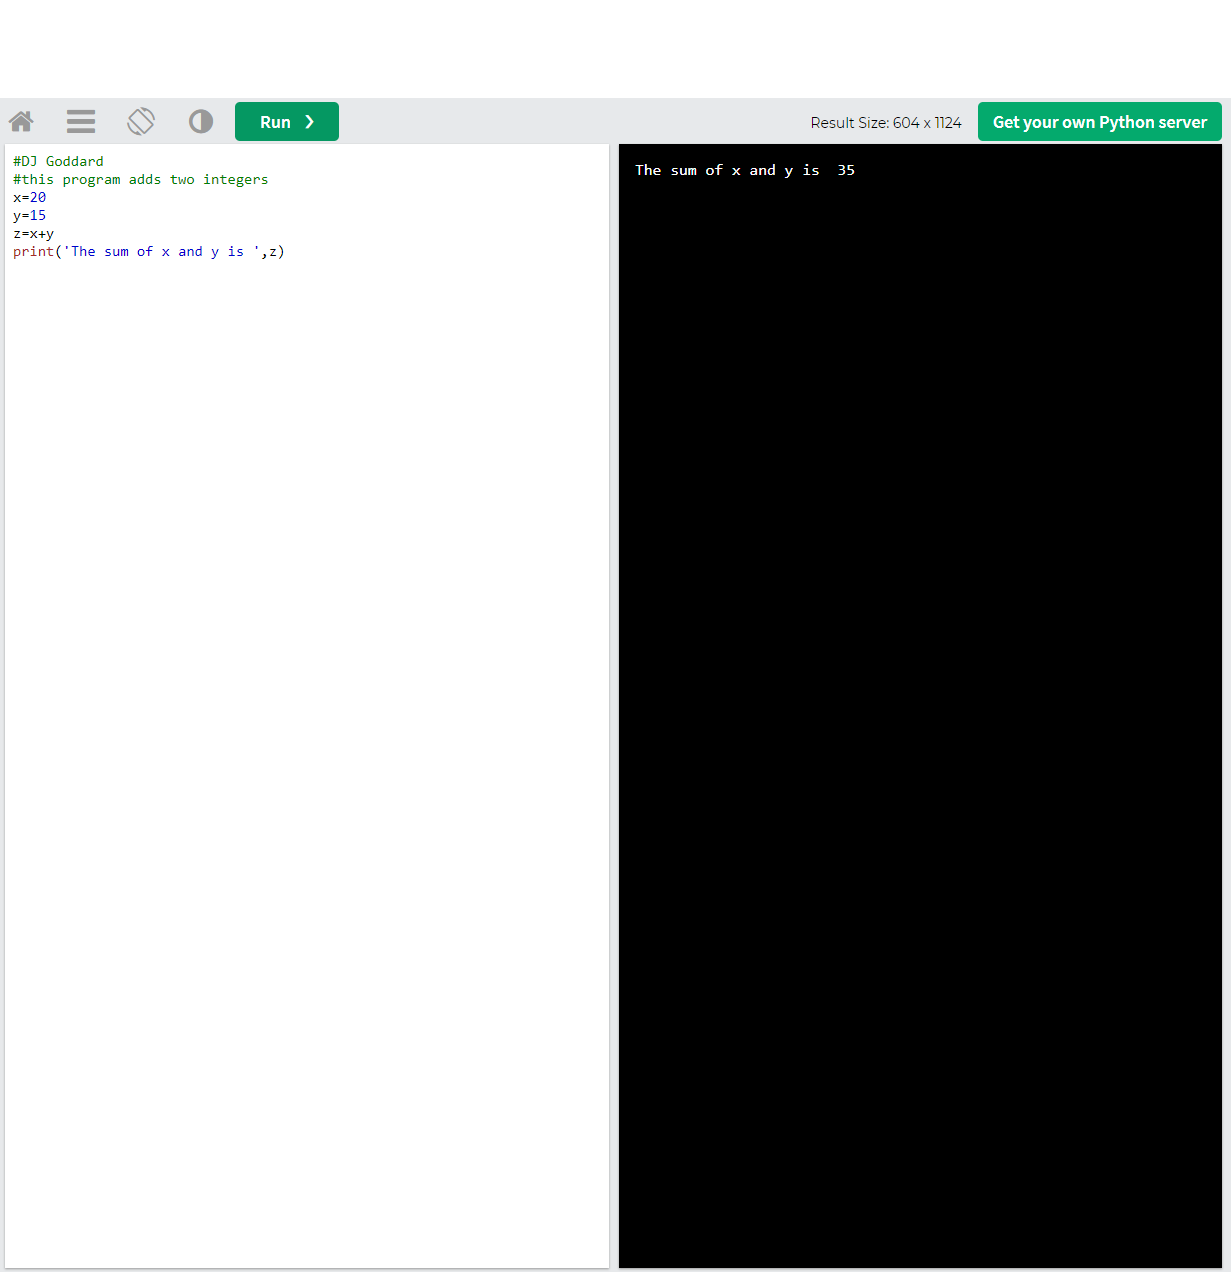 Run ❯
Result Size: 604 x 1124
Get your own Python server
#DJ Goddard
#this program adds two integers
x=20
y=15
z=x+y
print('The sum of x and y is ',z)
The sum of x and y is  35